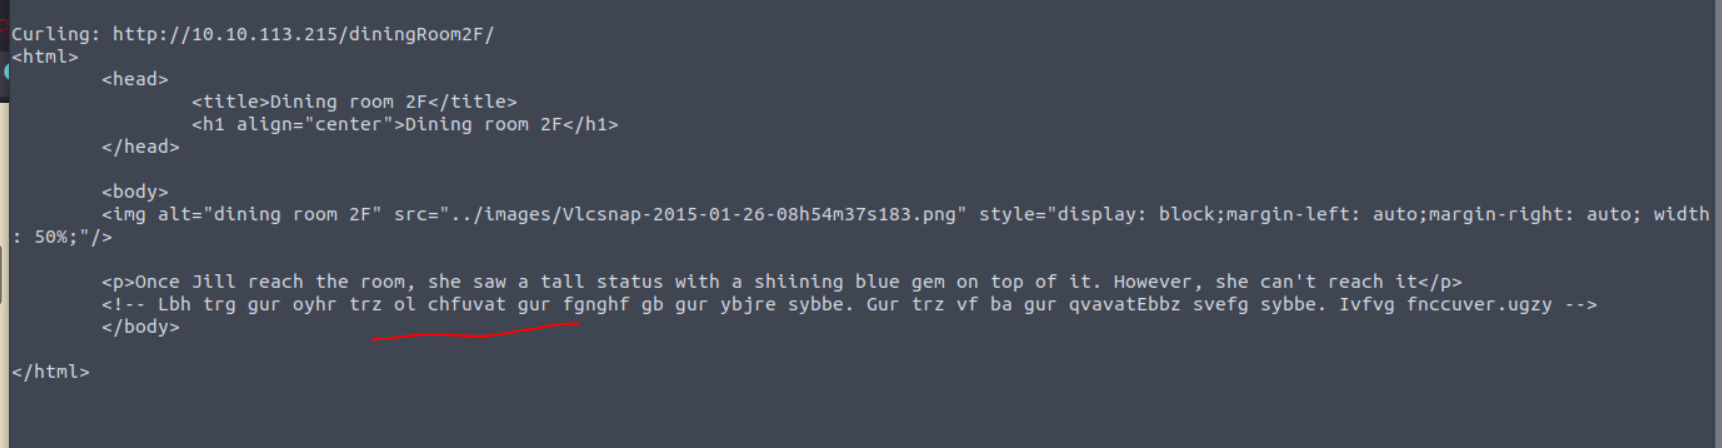 Curling: http://10.10.113.215/diningRoom2F/
<html>
<head>
<title>Dining room 2F</title>
<h1 align="center">Dining room 2F</h1>
</head>
<body>
<img alt="dining room 2F" src="../images/Vlcsnap-2015-01-26-08h54m37s183.png" style="display: block;margin-left: auto;margin-right: auto; width
: 50%;"/>
<p>Once Jill reach the room, she saw a tall status with a shiining blue gem on top of it. However, she can't reach it</p>
<!-- Lbh trg gur oyhr trz ol chfuvat gur fgnghf gb gur ybjre sybbe. Gur trz vf ba gur qvavatEbbz svefg sybbe. Ivfvg fnccuver.ugzy -->
</body>
</html>